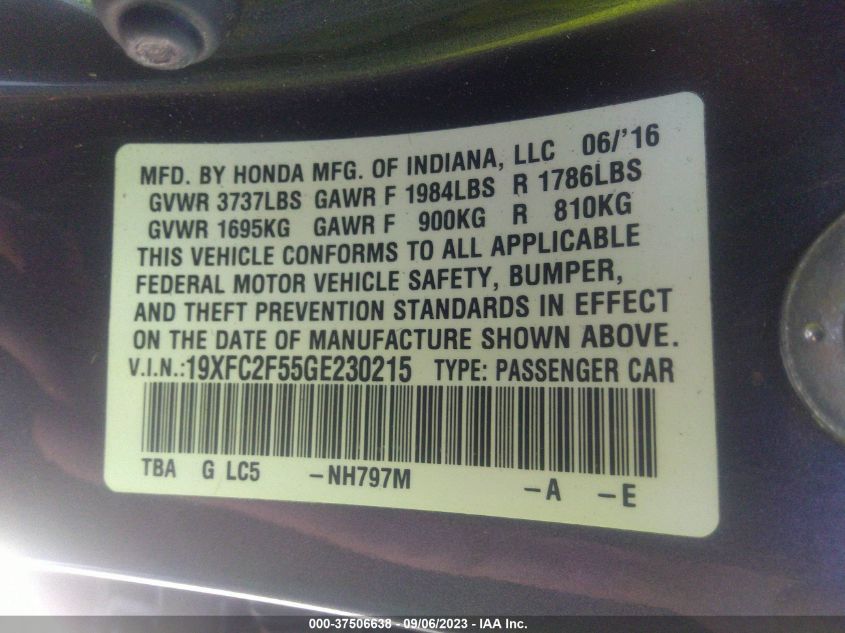 MFD. BY HONDA MFG. OF INDIANA, LLC 06/'16
GVWR 3737LBS GAWR F 1984LBS R 1786LBS
GVWR 1695KG GAWR F 900KG R 810KG
THIS VEHICLE CONFORMS TO ALL APPLICABLE
FEDERAL MOTOR VEHICLE SAFETY, BUMPER,
AND THEFT PREVENTION STANDARDS IN EFFECT
ON THE DATE OF MANUFACTURE SHOWN ABOVE.
V.I.N.:19XFC2F55GE230215 TYPE: PASSENGER CAR
TBA G LC5 -NH797M -A -E
000-37506638 - 09/06/2023 - IAA Inc.